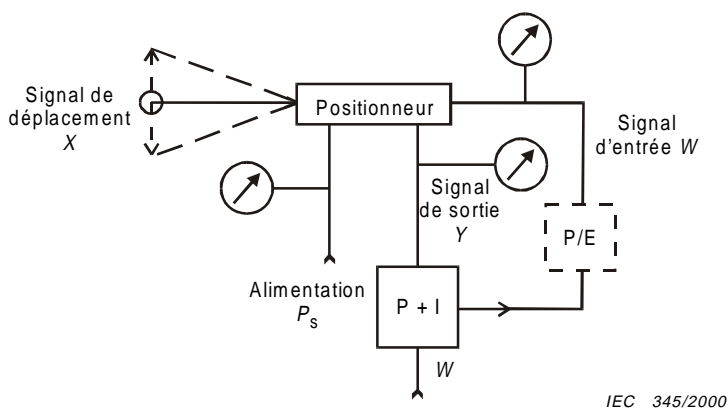 Signal de
déplacement
X
Positionneur
Signal
d'entrée W
Signal
de sortie
Y
P/E
Alimentation
Ps
P + I
W
IEC 345/2000